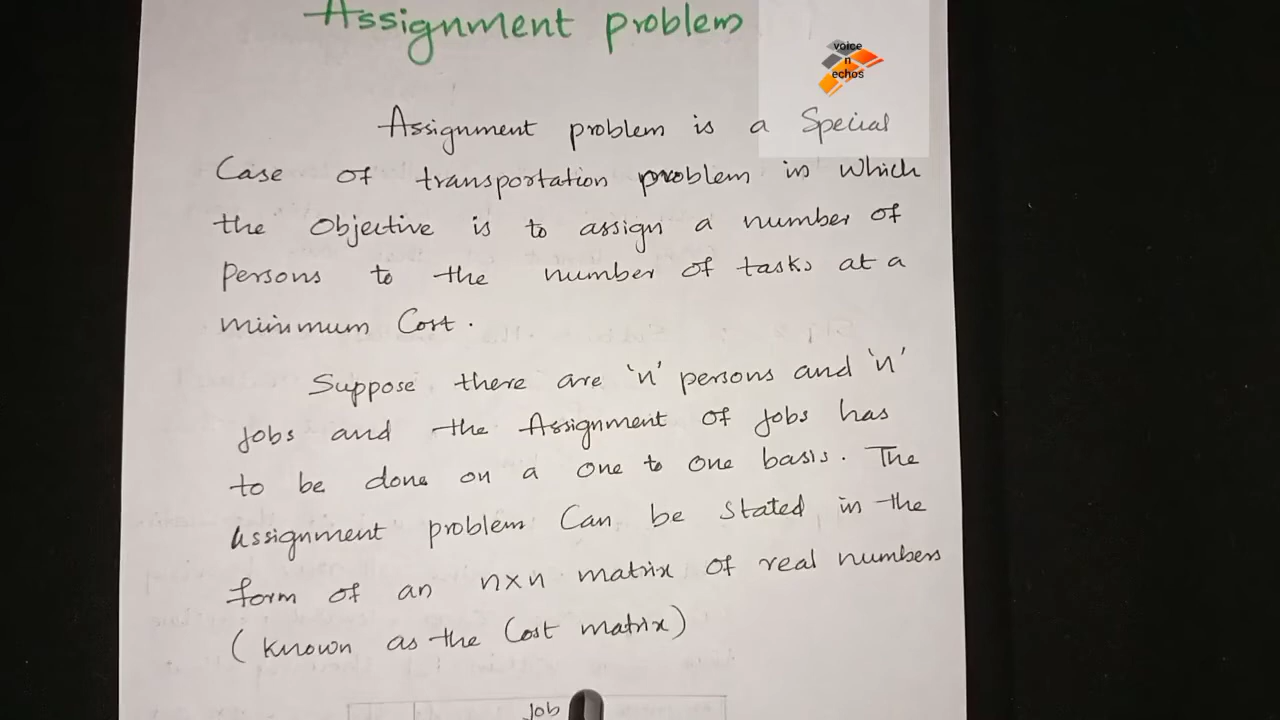 Assignment problem
voice
n
echos
Assignment problem is a Special
Case of transportation problem in which
the Objective is to assign a number of
persons to the number of tasks at a
minimum Cost.
Suppose there are 'n' persons and 'n'
jobs and the Assignment of jobs has
to be done on a one to one basis. The
assignment problem Can be stated in the
form of an n×n matrix of real numbers
(known as the Cost matrix)
Job